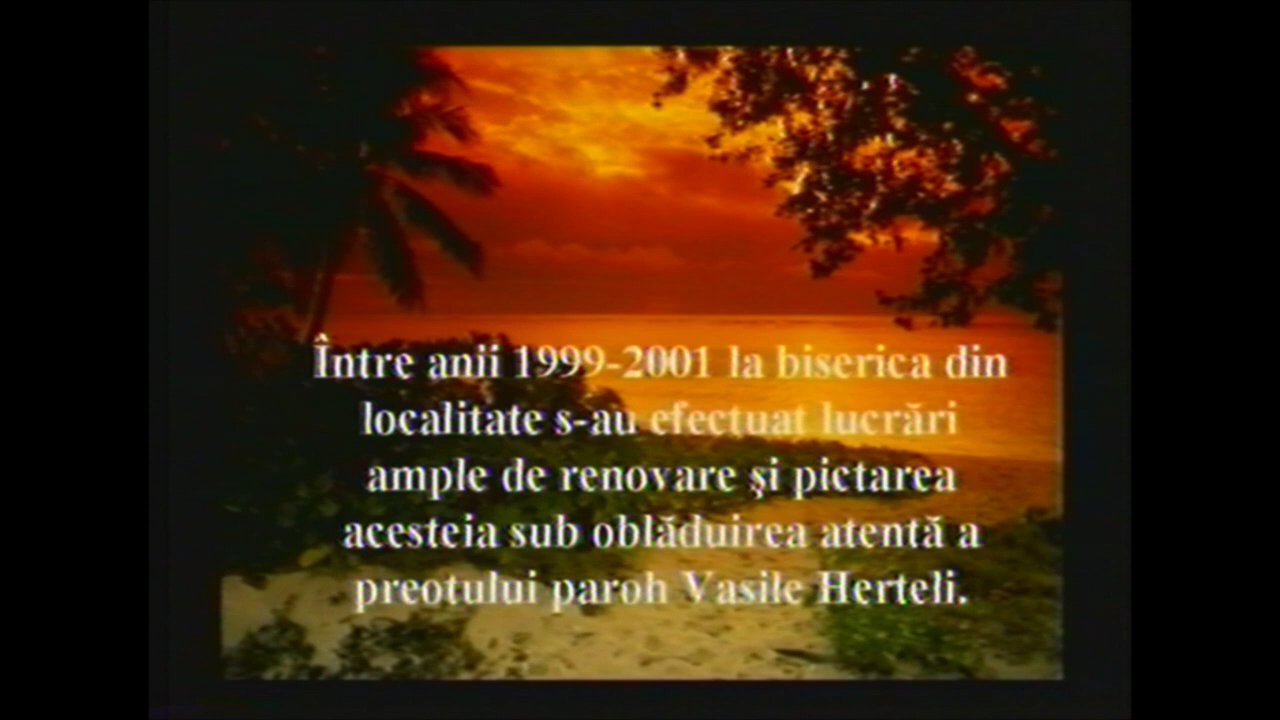 Între anii 1999-2001 la biserica din
localitate s-au efectuat lucrări
ample de renovare şi pictarea
acesteia sub oblăduirea atentă a
preotului paroh Vasile Herteli.